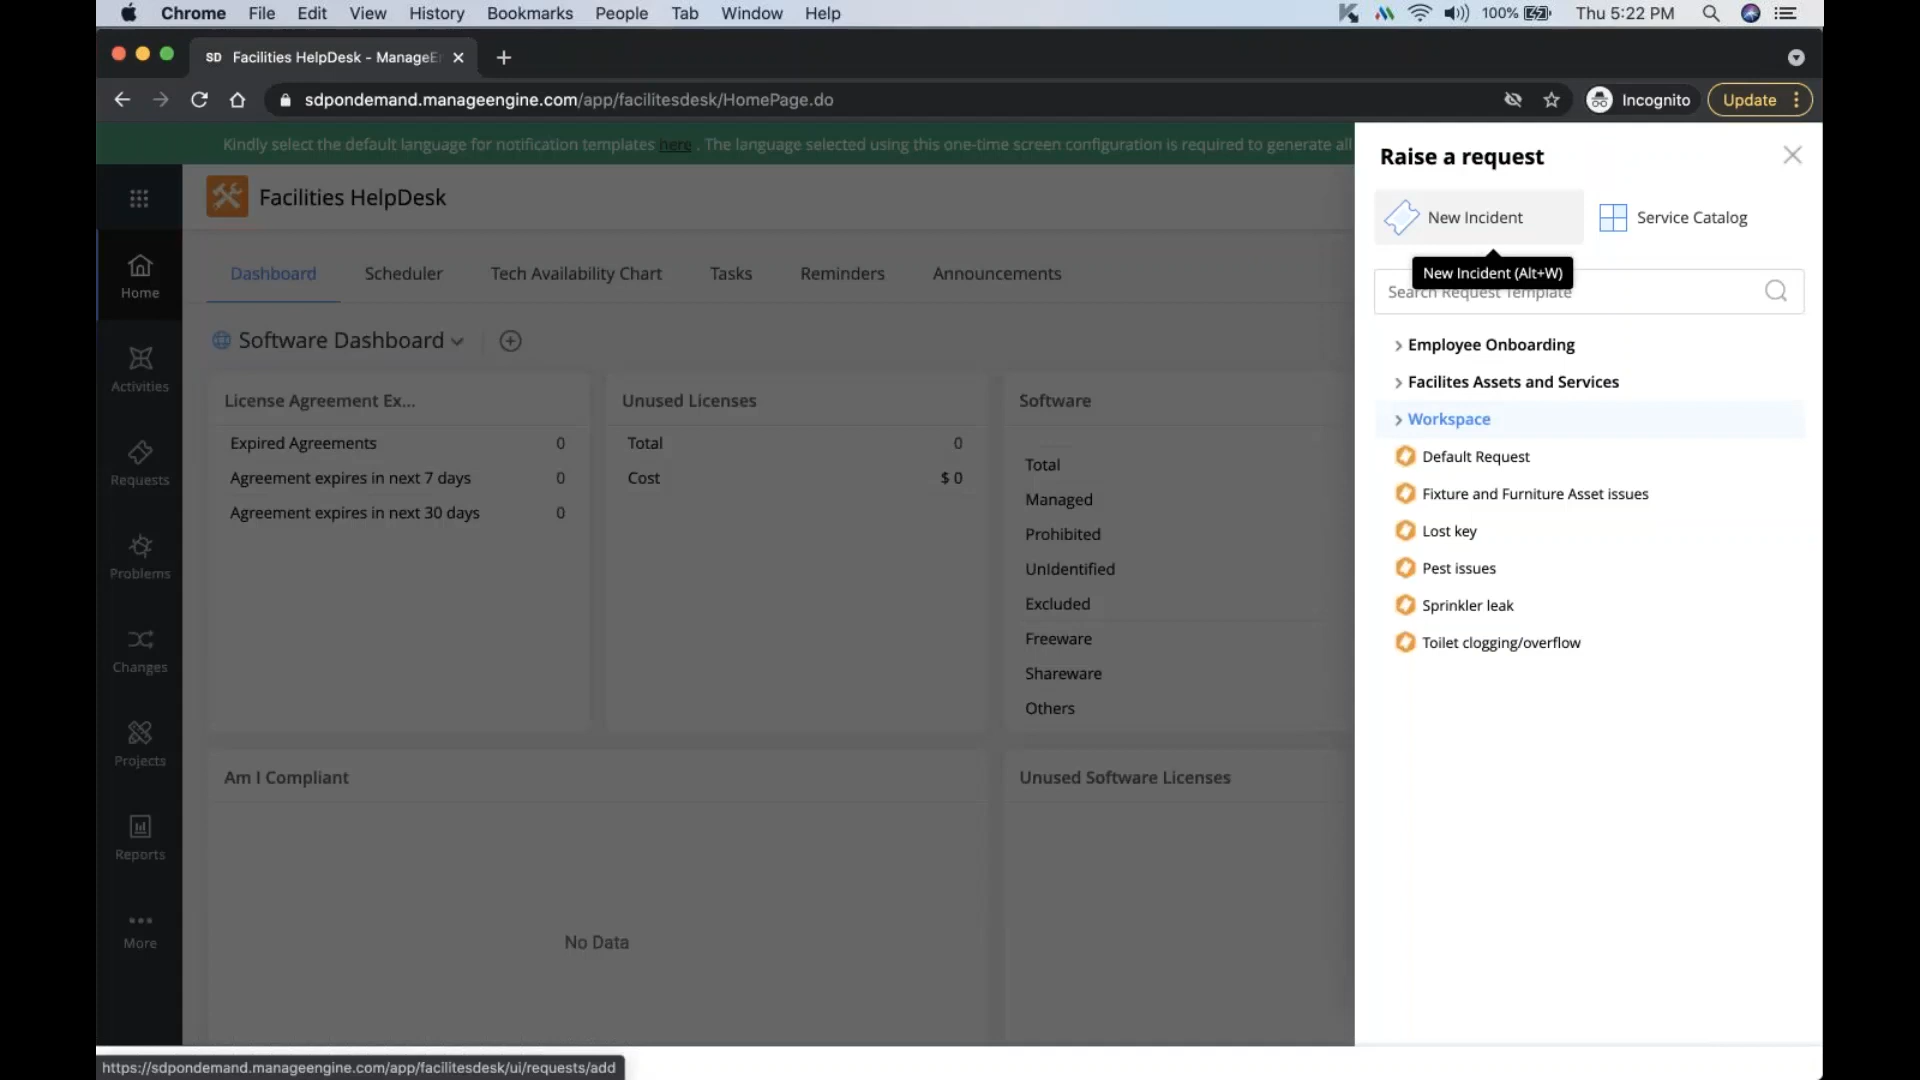 Chrome File Edit View History Bookmarks People Tab Window Help 100% Thu 5:22 PM
SD Facilities HelpDesk - ManageEn
sdpondemand.manageengine.com/app/facilitesdesk/HomePage.do Incognito Update
Kindly select the default language for notification templates here . The language selected using this one-time screen configuration is required to generate all
Facilities HelpDesk
Home
Activities
Requests
Problems
Changes
Projects
Reports
More
Dashboard Scheduler Tech Availability Chart Tasks Reminders Announcements
Software Dashboard
License Agreement Ex...
Expired Agreements 0
Agreement expires in next 7 days 0
Agreement expires in next 30 days 0
Unused Licenses
Total 0
Cost $ 0
Software
Total
Managed
Prohibited
UnIdentified
Excluded
Freeware
Shareware
Others
Am I Compliant
No Data
Unused Software Licenses
Raise a request
New Incident Service Catalog
New Incident (Alt+W)
Search Request Template
Employee Onboarding
Facilites Assets and Services
Workspace
Default Request
Fixture and Furniture Asset issues
Lost key
Pest issues
Sprinkler leak
Toilet clogging/overflow
https://sdpondemand.manageengine.com/app/facilitesdesk/ui/requests/add